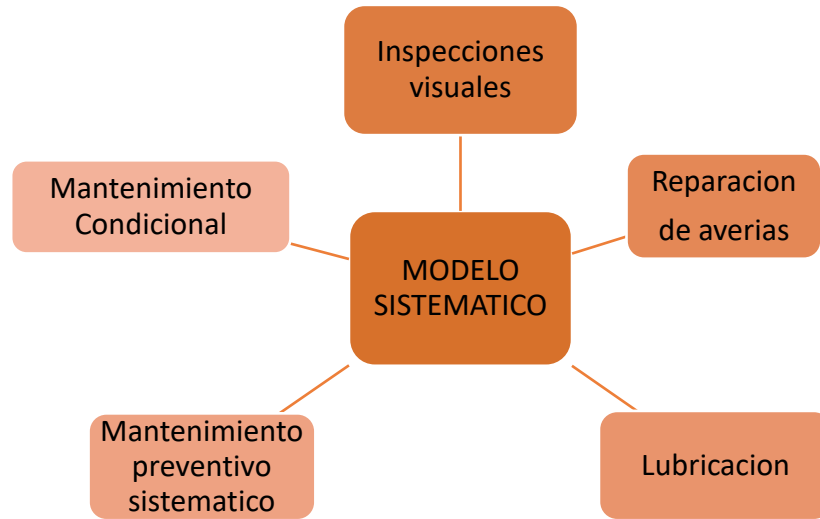 Inspecciones
visuales
Mantenimiento
Condicional
Reparacion
de averias
MODELO
SISTEMATICO
Mantenimiento
preventivo
sistematico
Lubricacion